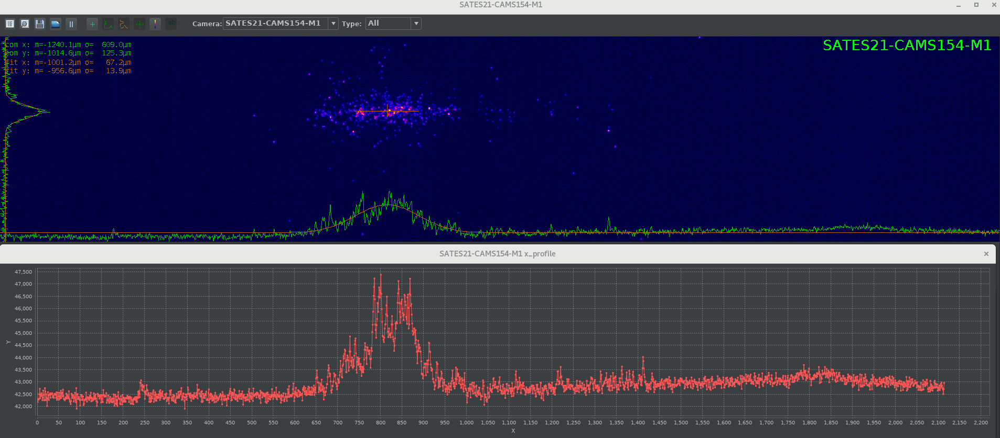 SATES21-CAMS154-M1
Camera: SATES21-CAMS154-M1 Type: All
com x: m=-1240.1µm σ= 609.0µm
com y: m=-1014.6µm σ= 125.3µm
fit x: m=-1001.2µm σ= 67.2µm
fit y: m= -956.6µm σ= 13.9µm
SATES21-CAMS154-M1
SATES21-CAMS154-M1 x_profile
47,500
47,000
46,500
46,000
45,500
45,000
44,500
44,000
43,500
43,000
42,500
42,000
Y
0 50 100 150 200 250 300 350 400 450 500 550 600 650 700 750 800 850 900 950 1,000 1,050 1,100 1,150 1,200 1,250 1,300 1,350 1,400 1,450 1,500 1,550 1,600 1,650 1,700 1,750 1,800 1,850 1,900 1,950 2,000 2,050 2,100 2,150 2,200
X